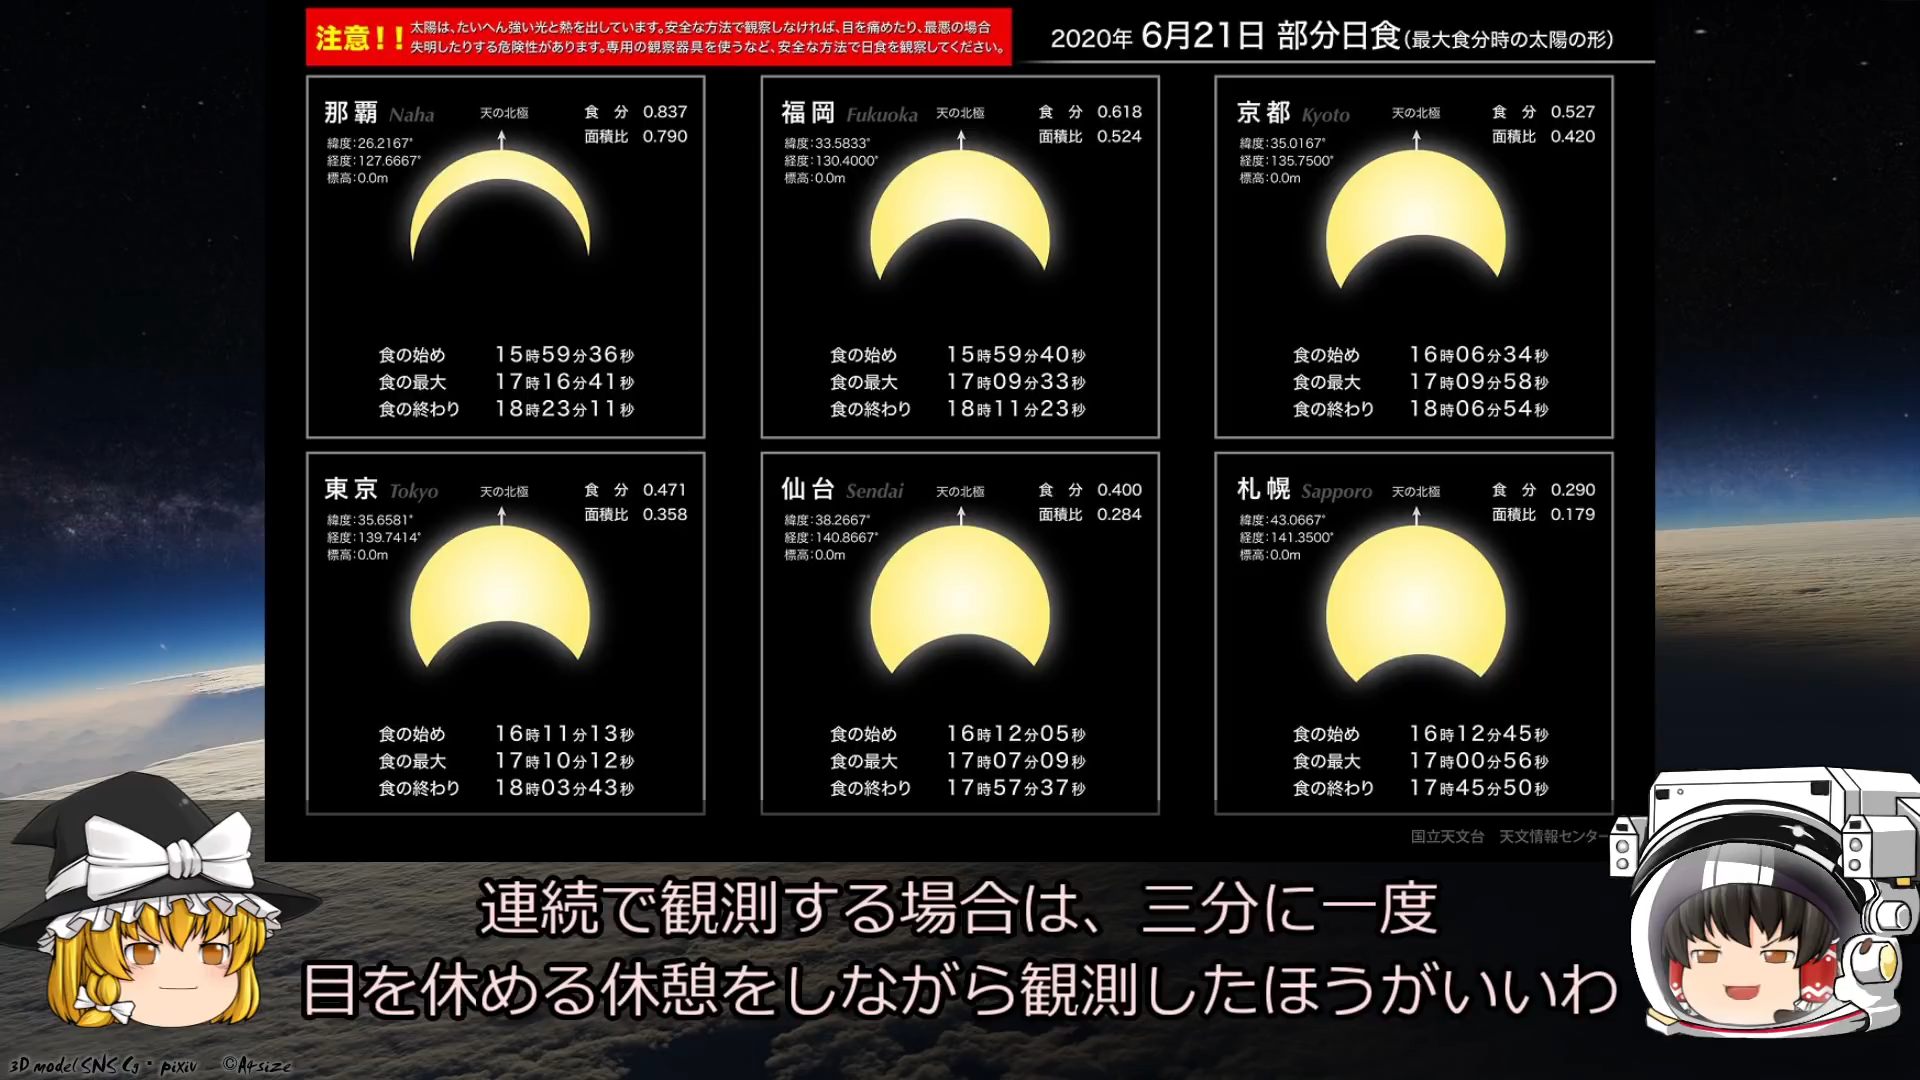 注意！！
太陽は、たいへん強い光と熱を出しています。安全な方法で観察しなければ、目を痛めたり、最悪の場合
失明したりする危険性があります。専用の観察器具を使うなど、安全な方法で日食を観察してください。
2020年 6月21日 部分日食(最大食分時の太陽の形)
那覇 Naha
天の北極
食 分 0.837
面積比 0.790
緯度:26.2167°
経度:127.6667°
標高:0.0m
食の始め 15時59分36秒
食の最大 17時16分41秒
食の終わり 18時23分11秒
福岡 Fukuoka
天の北極
食 分 0.618
面積比 0.524
緯度:33.5833°
経度:130.4000°
標高:0.0m
食の始め 15時59分40秒
食の最大 17時09分33秒
食の終わり 18時11分23秒
京都 Kyoto
天の北極
食 分 0.527
面積比 0.420
緯度:35.0167°
経度:135.7500°
標高:0.0m
食の始め 16時06分34秒
食の最大 17時09分58秒
食の終わり 18時06分54秒
東京 Tokyo
天の北極
食 分 0.471
面積比 0.358
緯度:35.6581°
経度:139.7414°
標高:0.0m
食の始め 16時11分13秒
食の最大 17時10分12秒
食の終わり 18時03分43秒
仙台 Sendai
天の北極
食 分 0.400
面積比 0.284
緯度:38.2667°
経度:140.8667°
標高:0.0m
食の始め 16時12分05秒
食の最大 17時07分09秒
食の終わり 17時57分37秒
札幌 Sapporo
天の北極
食 分 0.290
面積比 0.179
緯度:43.0667°
経度:141.3500°
標高:0.0m
食の始め 16時12分45秒
食の最大 17時00分56秒
食の終わり 17時45分50秒
国立天文台 天文情報センター
連続で観測する場合は、三分に一度
目を休める休憩をしながら観測したほうがいいわ
3D model SNS Cg・pixiv ©A4size